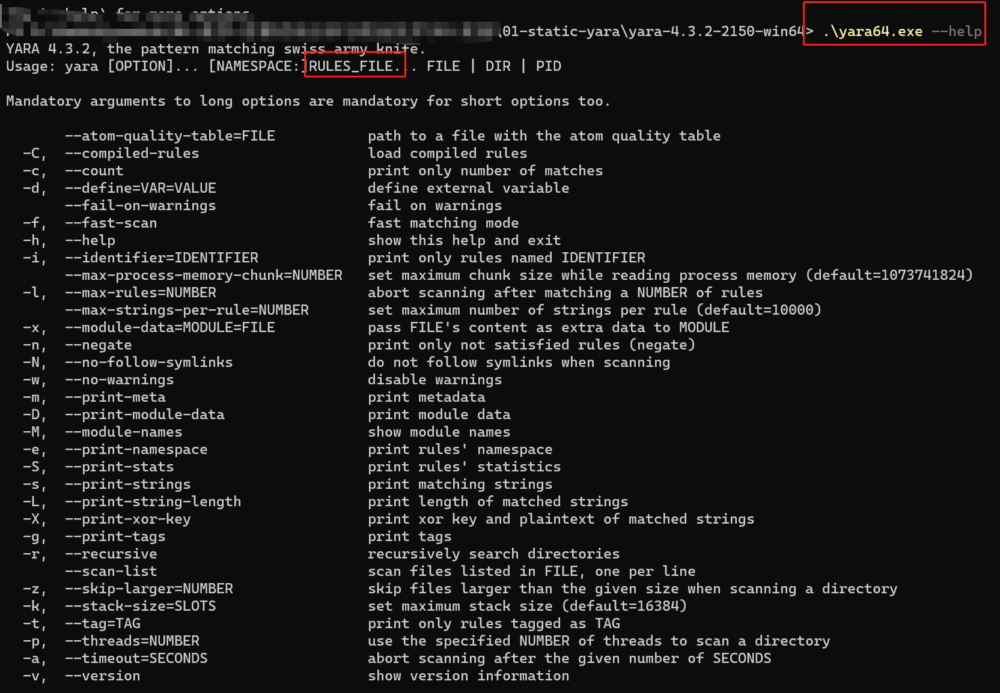 help\ for more options
\01-static-yara\yara-4.3.2-2150-win64> .\yara64.exe --help
YARA 4.3.2, the pattern matching swiss army knife.
Usage: yara [OPTION]... [NAMESPACE:]RULES_FILE... FILE | DIR | PID
Mandatory arguments to long options are mandatory for short options too.
--atom-quality-table=FILE path to a file with the atom quality table
-C, --compiled-rules load compiled rules
-c, --count print only number of matches
-d, --define=VAR=VALUE define external variable
--fail-on-warnings fail on warnings
-f, --fast-scan fast matching mode
-h, --help show this help and exit
-i, --identifier=IDENTIFIER print only rules named IDENTIFIER
--max-process-memory-chunk=NUMBER set maximum chunk size while reading process memory (default=1073741824)
-l, --max-rules=NUMBER abort scanning after matching a NUMBER of rules
--max-strings-per-rule=NUMBER set maximum number of strings per rule (default=10000)
-x, --module-data=MODULE=FILE pass FILE's content as extra data to MODULE
-n, --negate print only not satisfied rules (negate)
-N, --no-follow-symlinks do not follow symlinks when scanning
-w, --no-warnings disable warnings
-m, --print-meta print metadata
-D, --print-module-data print module data
-M, --module-names show module names
-e, --print-namespace print rules' namespace
-S, --print-stats print rules' statistics
-s, --print-strings print matching strings
-L, --print-string-length print length of matched strings
-X, --print-xor-key print xor key and plaintext of matched strings
-g, --print-tags print tags
-r, --recursive recursively search directories
--scan-list scan files listed in FILE, one per line
-z, --skip-larger=NUMBER skip files larger than the given size when scanning a directory
-k, --stack-size=SLOTS set maximum stack size (default=16384)
-t, --tag=TAG print only rules tagged as TAG
-p, --threads=NUMBER use the specified NUMBER of threads to scan a directory
-a, --timeout=SECONDS abort scanning after the given number of SECONDS
-v, --version show version information